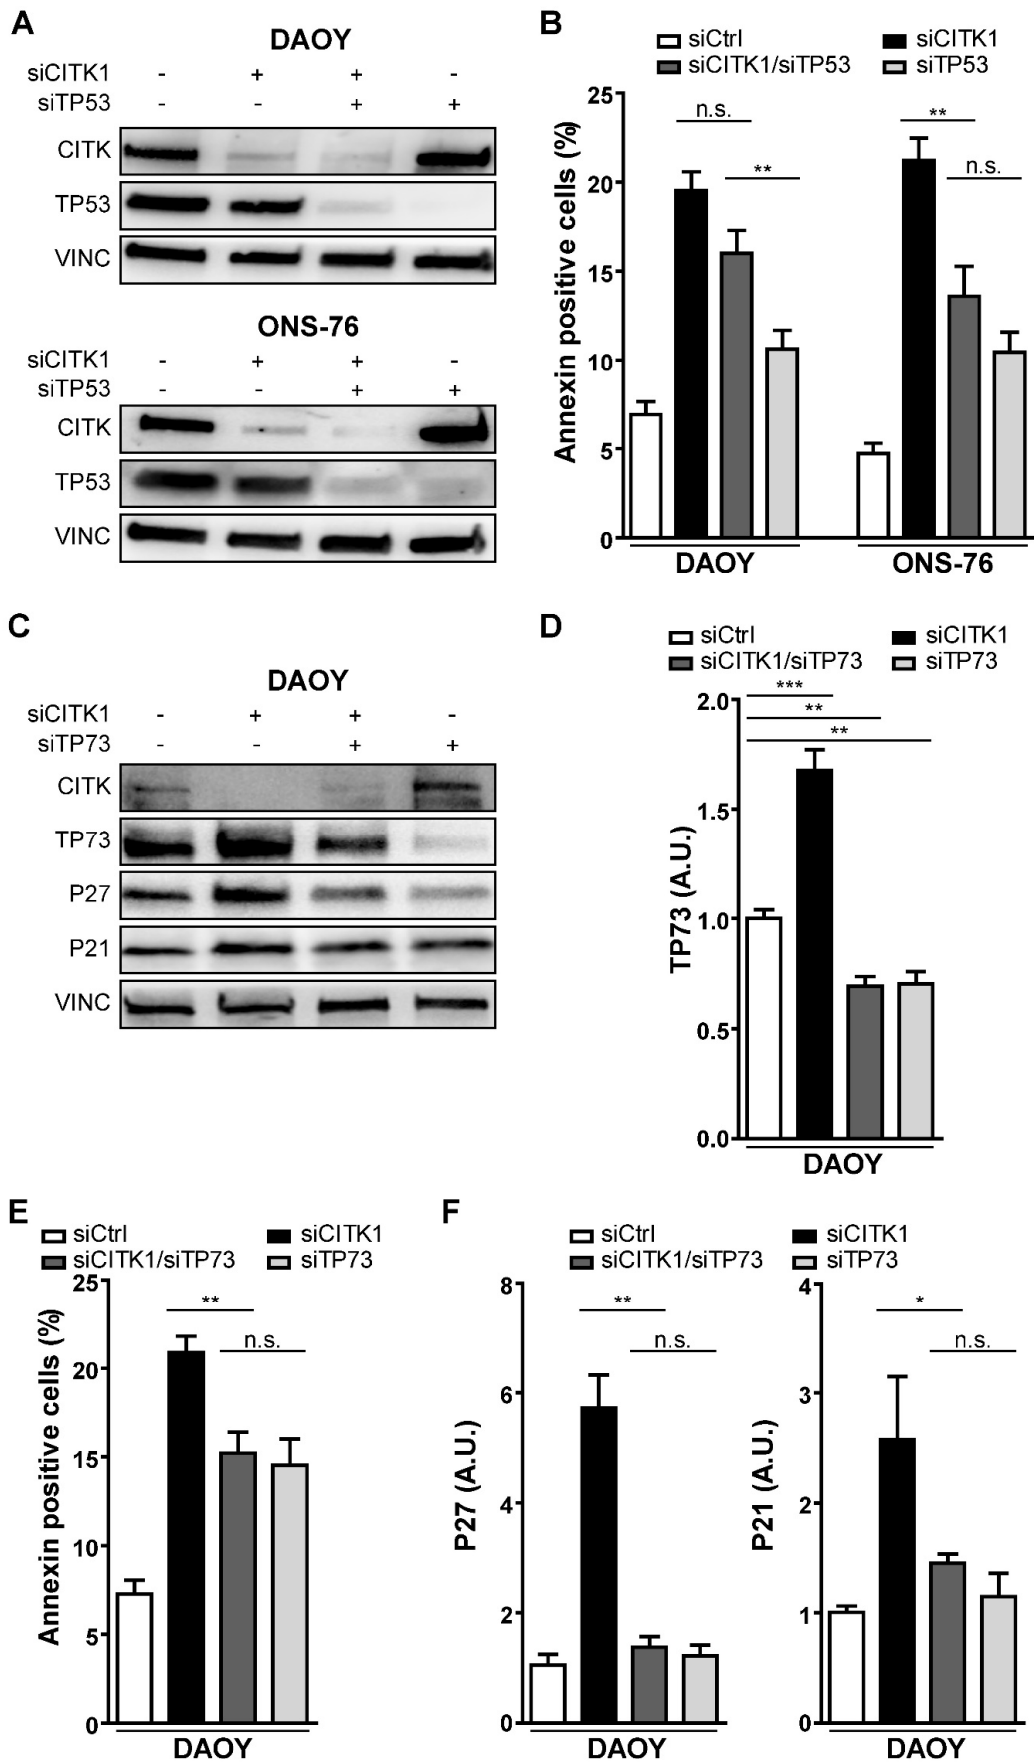 A
DAOY
siCITK1 - + + -
siTP53 - - + +
CITK
TP53
VINC
ONS-76
siCITK1 - + + -
siTP53 - - + +
CITK
TP53
VINC
B
siCtrl siCITK1
siCITK1/siTP53 siTP53
Annexin positive cells (%)
25
20
15
10
5
0
n.s.
**
**
n.s.
DAOY ONS-76
C
DAOY
siCITK1 - + + -
siTP73 - - + +
CITK
TP73
P27
P21
VINC
D
siCtrl siCITK1
siCITK1/siTP73 siTP73
TP73 (A.U.)
2.0
1.5
1.0
0.5
0.0
***
**
**
DAOY
E
siCtrl siCITK1
siCITK1/siTP73 siTP73
Annexin positive cells (%)
25
20
15
10
5
0
**
n.s.
DAOY
F
siCtrl siCITK1
siCITK1/siTP73 siTP73
P27 (A.U.)
8
6
4
2
0
**
n.s.
DAOY
P21 (A.U.)
4
3
2
1
0
*
n.s.
DAOY